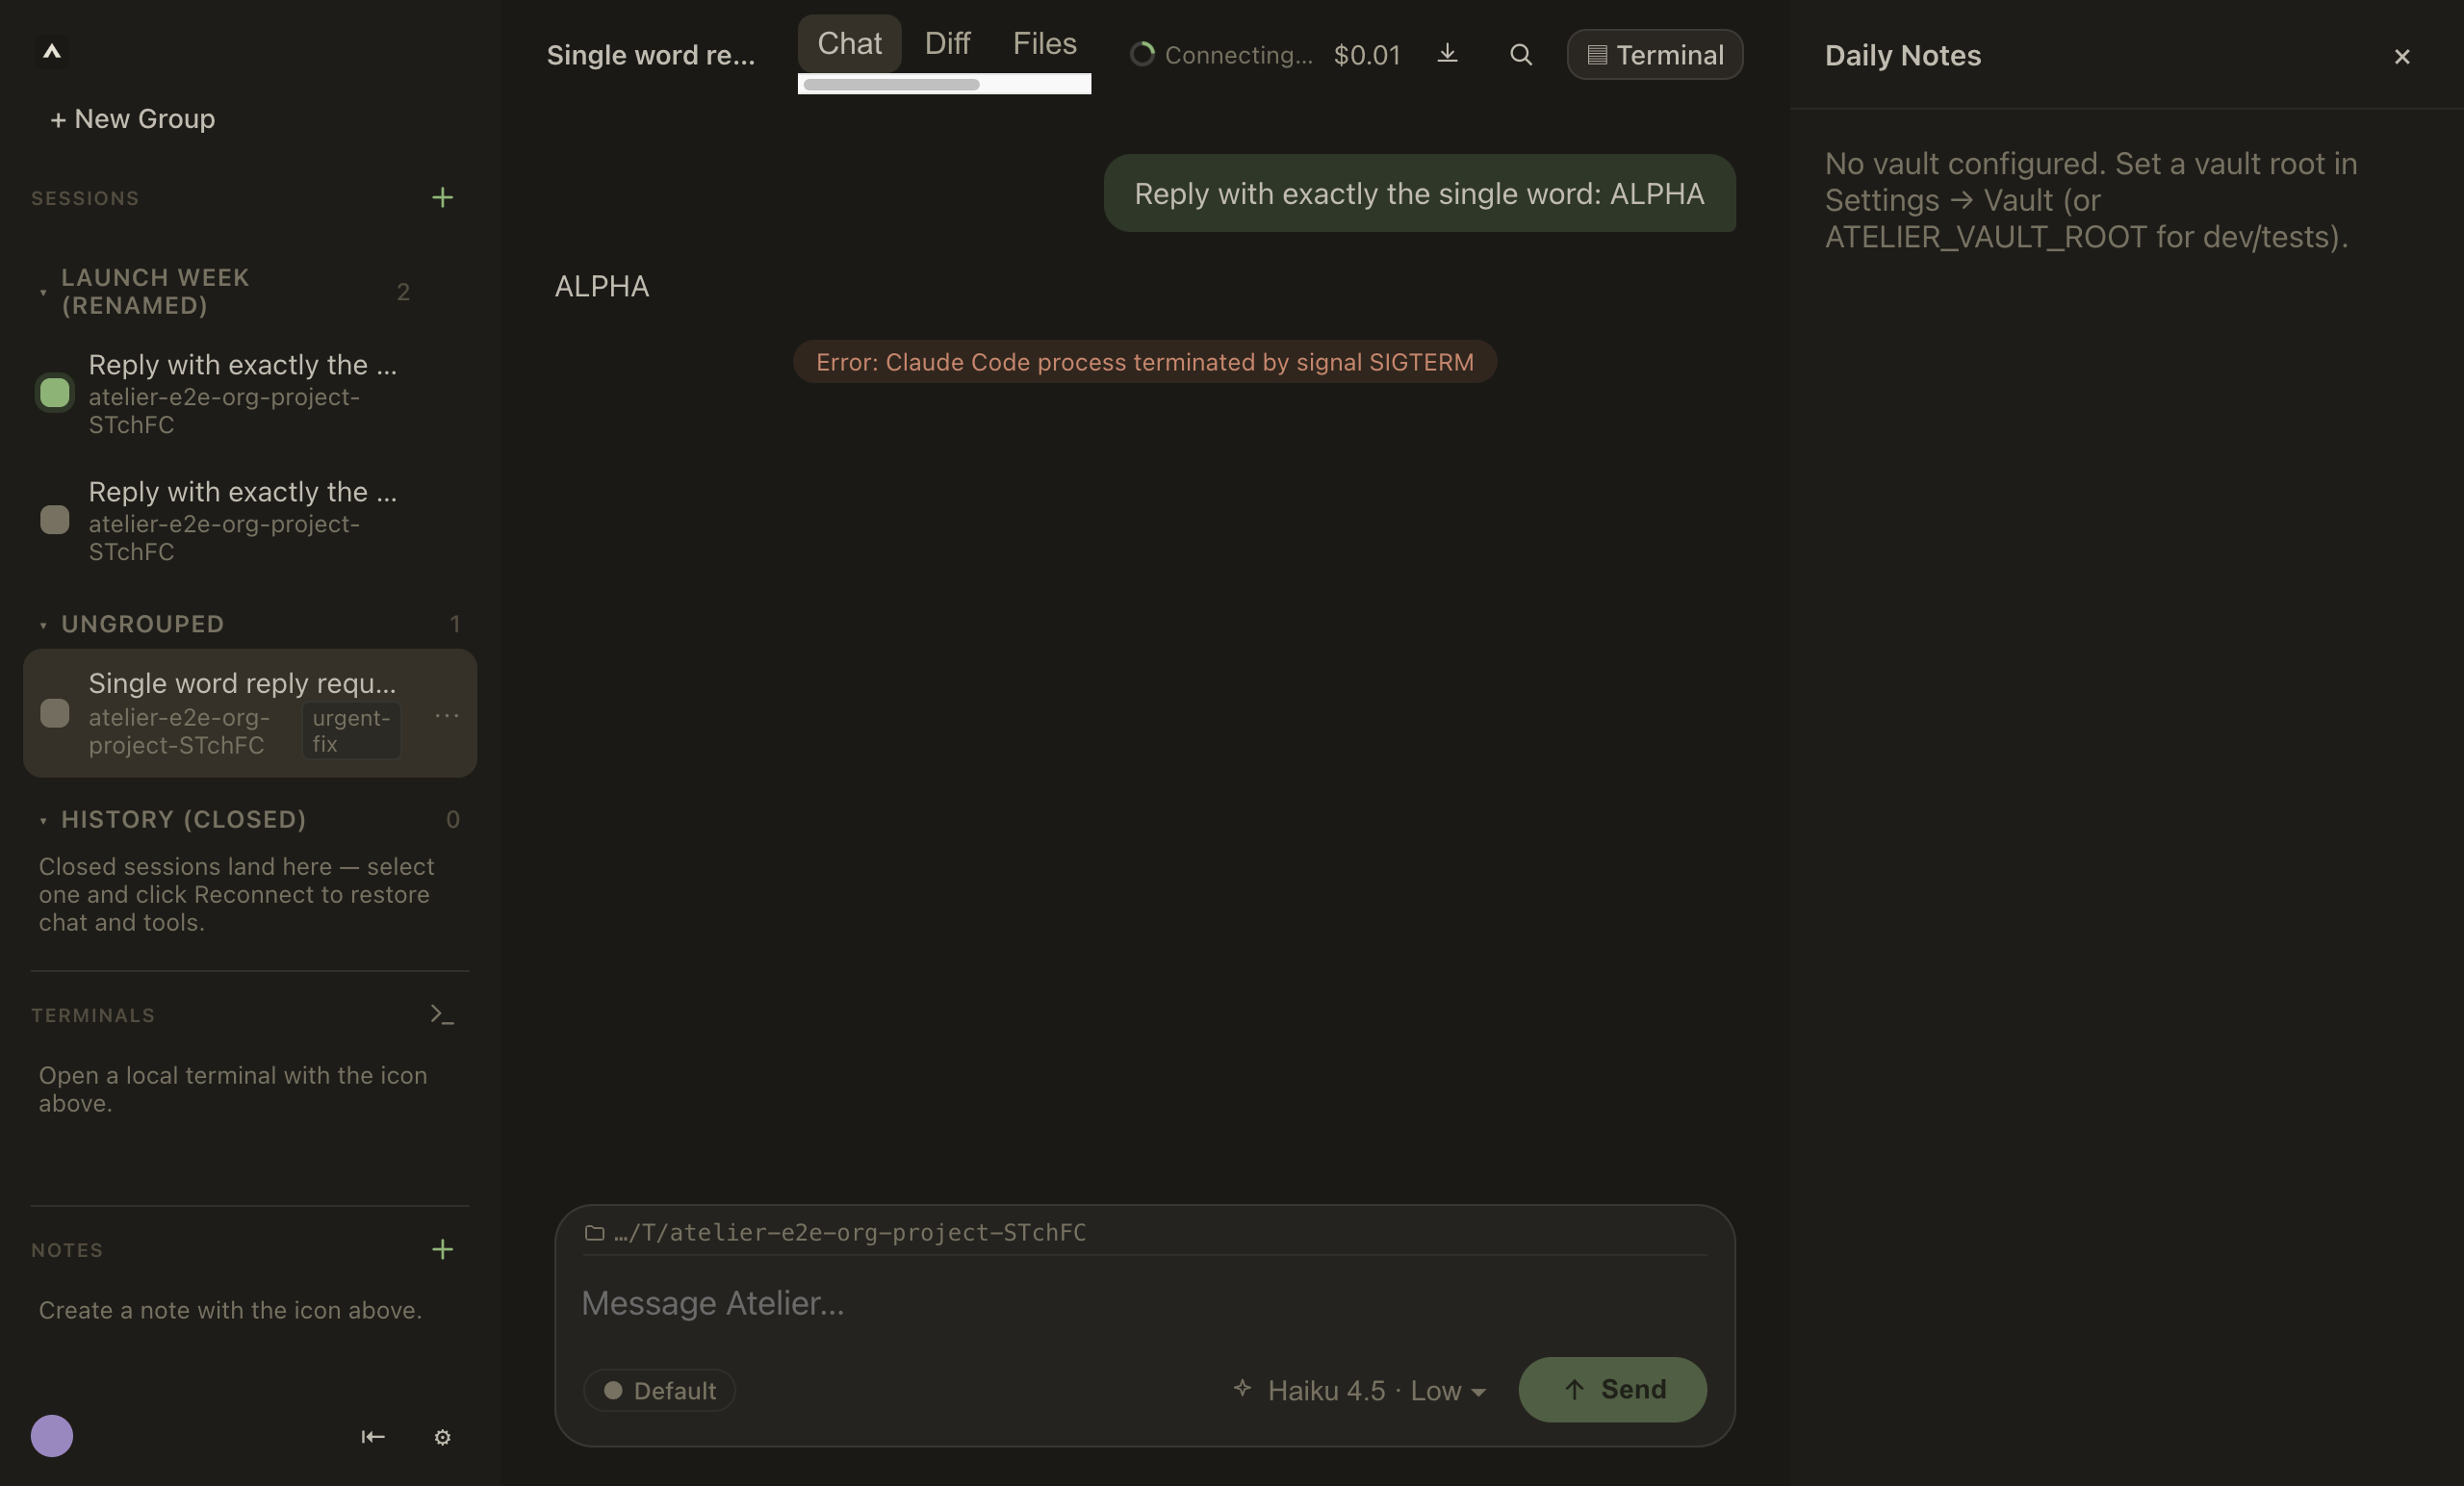 + New Group
SESSIONS
LAUNCH WEEK
(RENAMED)
2
Reply with exactly the ...
atelier-e2e-org-project-
STchFC
Reply with exactly the ...
atelier-e2e-org-project-
STchFC
UNGROUPED 1
Single word reply requ...
atelier-e2e-org-
project-STchFC
urgent-
fix
HISTORY (CLOSED) 0
Closed sessions land here — select
one and click Reconnect to restore
chat and tools.
TERMINALS
Open a local terminal with the icon
above.
NOTES
Create a note with the icon above.
Single word re... Chat Diff Files Connecting... $0.01 Terminal
Reply with exactly the single word: ALPHA
ALPHA
Error: Claude Code process terminated by signal SIGTERM
…/T/atelier-e2e-org-project-STchFC
Message Atelier...
Default Haiku 4.5 · Low Send
Daily Notes
No vault configured. Set a vault root in
Settings → Vault (or
ATELIER_VAULT_ROOT for dev/tests).